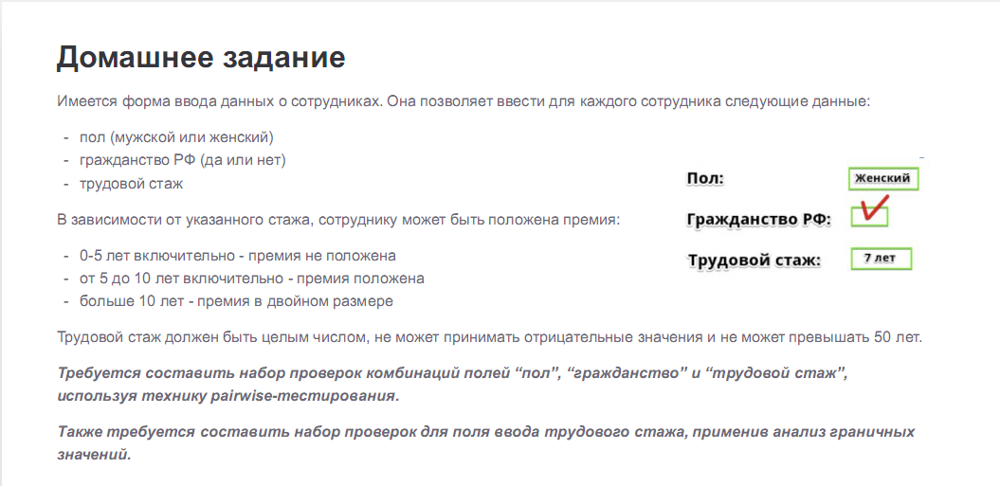 Домашнее задание
Имеется форма ввода данных о сотрудниках. Она позволяет ввести для каждого сотрудника следующие данные:
- пол (мужской или женский)
- гражданство РФ (да или нет)
- трудовой стаж
Пол: Женский
Гражданство РФ:
Трудовой стаж: 7 лет
В зависимости от указанного стажа, сотруднику может быть положена премия:
- 0-5 лет включительно - премия не положена
- от 5 до 10 лет включительно - премия положена
- больше 10 лет - премия в двойном размере
Трудовой стаж должен быть целым числом, не может принимать отрицательные значения и не может превышать 50 лет.
Требуется составить набор проверок комбинаций полей “пол”, “гражданство” и “трудовой стаж”,
используя технику pairwise-тестирования.
Также требуется составить набор проверок для поля ввода трудового стажа, применив анализ граничных
значений.